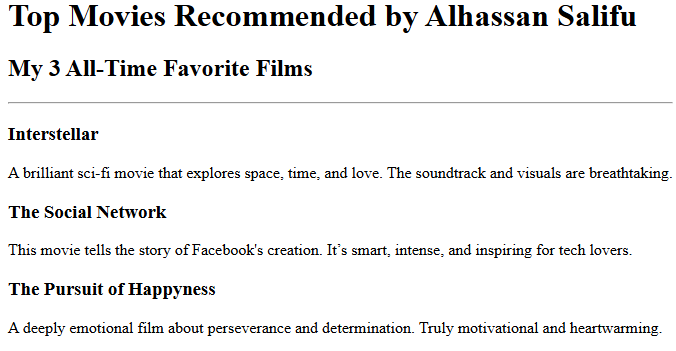 Top Movies Recommended by Alhassan Salifu
My 3 All-Time Favorite Films
Interstellar
A brilliant sci-fi movie that explores space, time, and love. The soundtrack and visuals are breathtaking.
The Social Network
This movie tells the story of Facebook's creation. It’s smart, intense, and inspiring for tech lovers.
The Pursuit of Happyness
A deeply emotional film about perseverance and determination. Truly motivational and heartwarming.